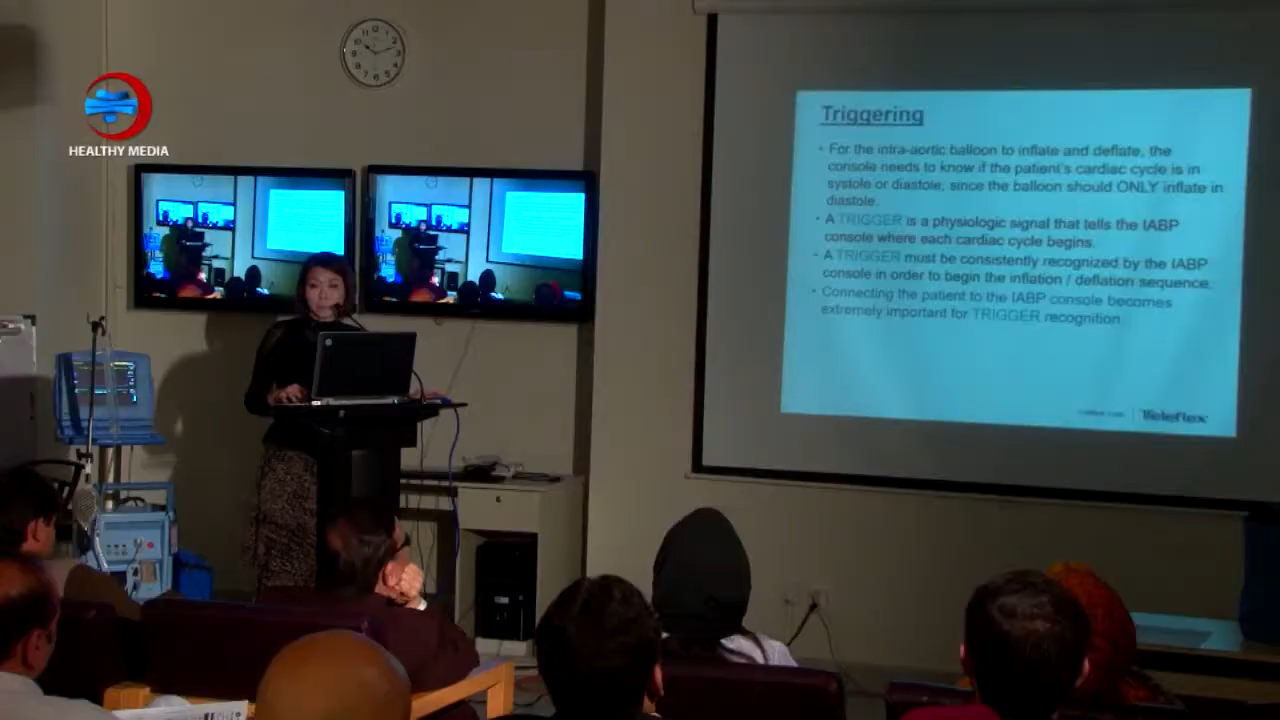 HEALTHY MEDIA
Triggering
• For the intra-aortic balloon to inflate and deflate, the
console needs to know if the patient's cardiac cycle is in
systole or diastole, since the balloon should ONLY inflate in
diastole.
• A TRIGGER is a physiologic signal that tells the IABP
console where each cardiac cycle begins.
• A TRIGGER must be consistently recognized by the IABP
console in order to begin the inflation / deflation sequence.
• Connecting the patient to the IABP console becomes
extremely important for TRIGGER recognition.
Teleflex